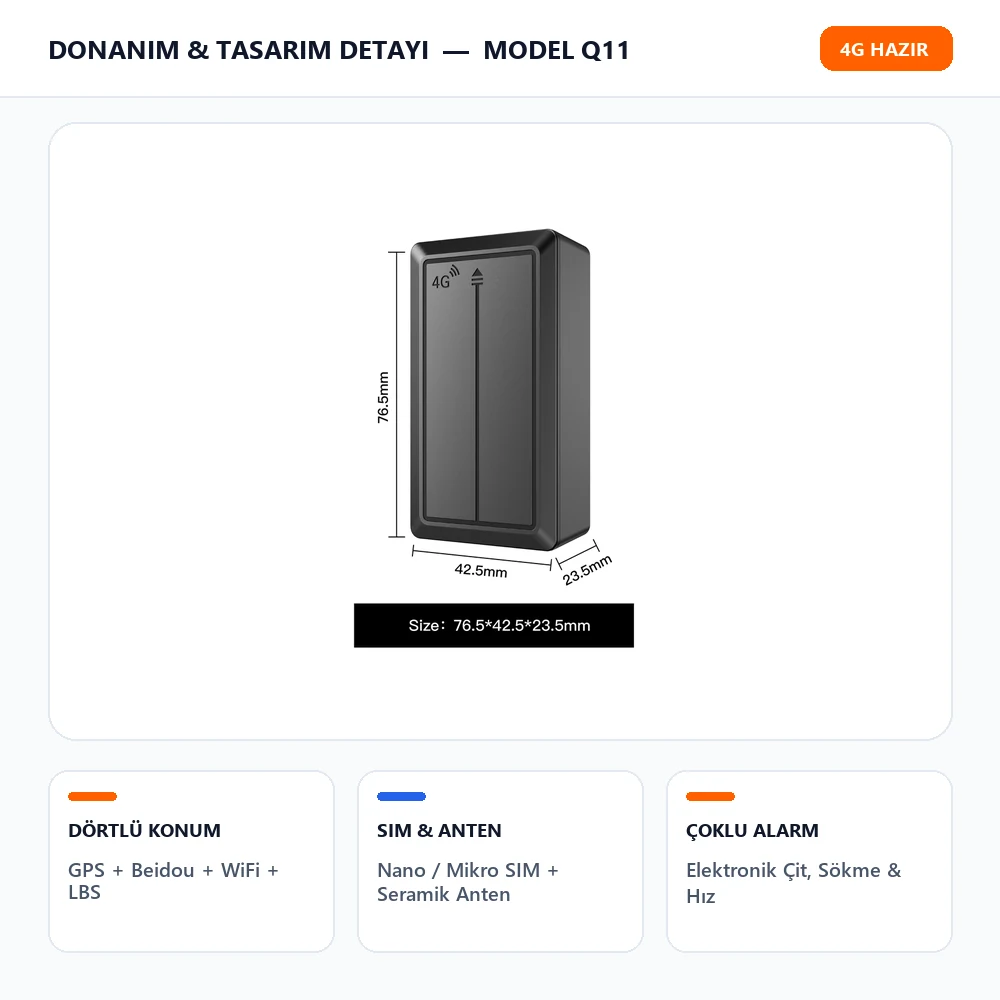 DONANIM & TASARIM DETAYI — MODEL Q11
4G HAZIR
4G
76.5mm
42.5mm
23.5mm
Size: 76.5*42.5*23.5mm
DÖRTLÜ KONUM
GPS + Beidou + WiFi +
LBS
SIM & ANTEN
Nano / Mikro SIM +
Seramik Anten
ÇOKLU ALARM
Elektronik Çit, Sökme &
Hız